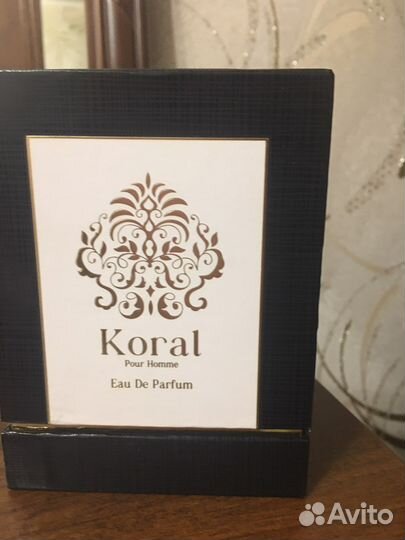 Koral
Pour Homme
Eau De Parfum
Avito